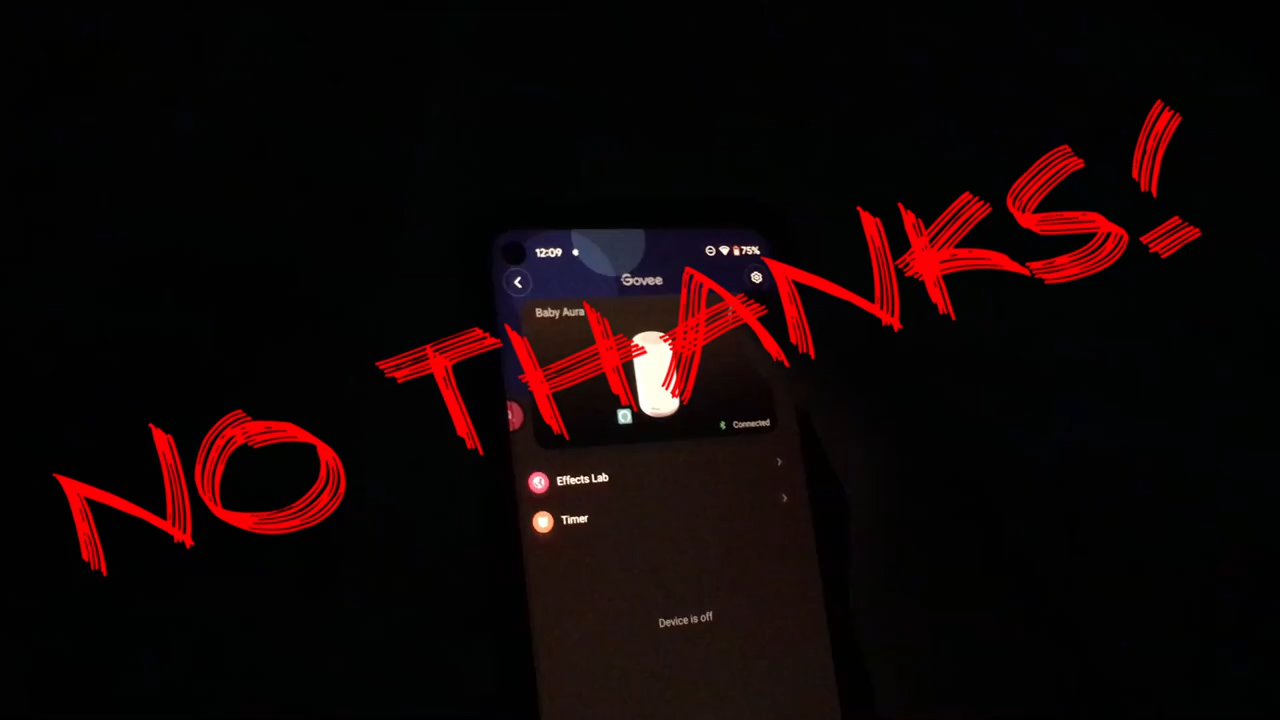 NO THANKS!
12:09
75%
Govee
Baby Aura
Connected
Effects Lab
Timer
Device is off